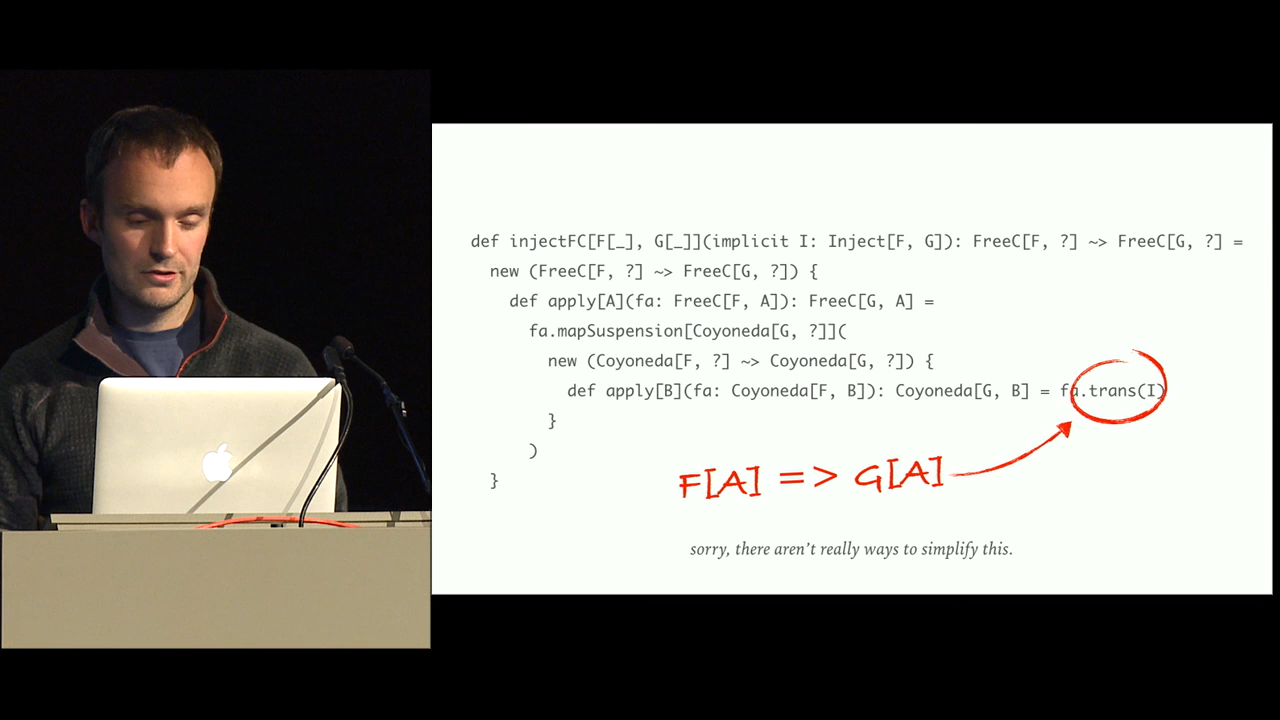 def injectFC[F[_], G[_]](implicit I: Inject[F, G]): FreeC[F, ?] ~> FreeC[G, ?] =
new (FreeC[F, ?] ~> FreeC[G, ?]) {
def apply[A](fa: FreeC[F, A]): FreeC[G, A] =
fa.mapSuspension[Coyoneda[G, ?]](
new (Coyoneda[F, ?] ~> Coyoneda[G, ?]) {
def apply[B](fa: Coyoneda[F, B]): Coyoneda[G, B] = fa.trans(I)
}
)
}
F[A] => G[A]
sorry, there aren't really ways to simplify this.